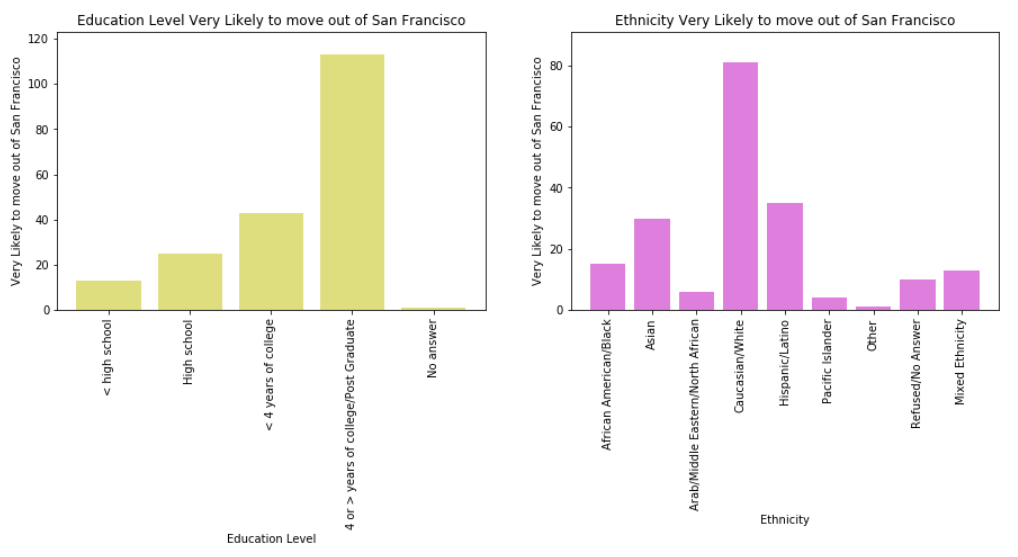 Education Level Very Likely to move out of San Francisco
Very Likely to move out of San Francisco
120
100
80
60
40
20
0
< high school
High school
< 4 years of college
4 or > years of college/Post Graduate
No answer
Education Level
Ethnicity Very Likely to move out of San Francisco
Very Likely to move out of San Francisco
80
60
40
20
0
African American/Black
Asian
Arab/Middle Eastern/North African
Caucasian/White
Hispanic/Latino
Pacific Islander
Other
Refused/No Answer
Mixed Ethnicity
Ethnicity